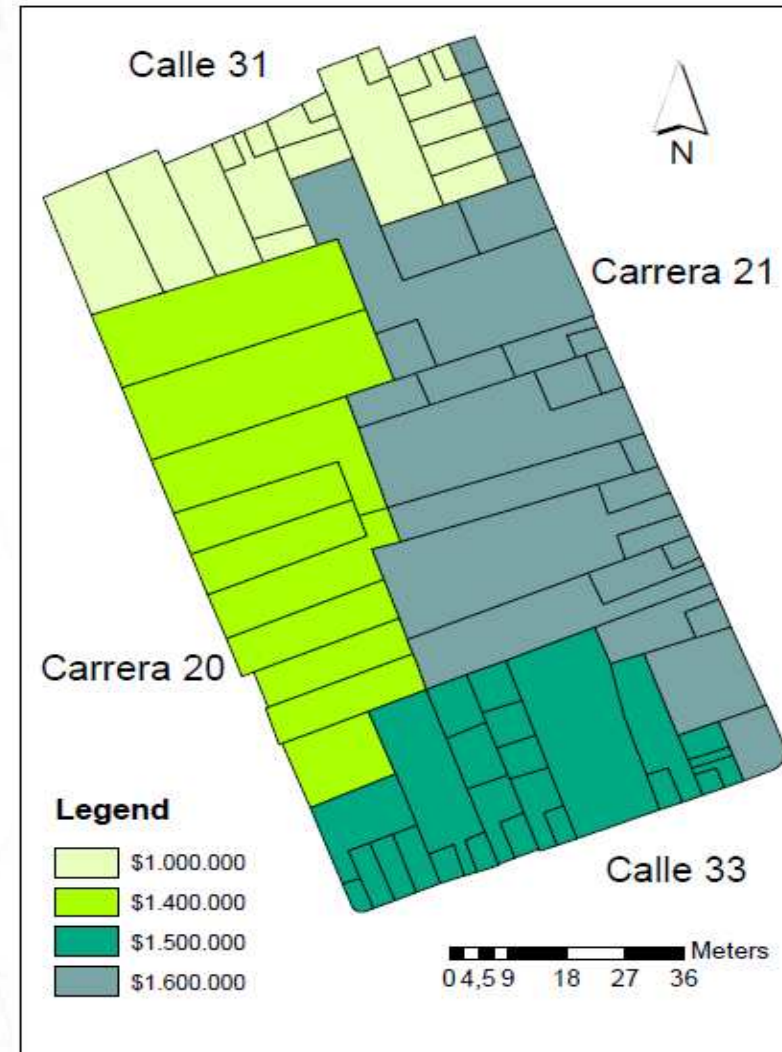 Calle 31
N
Carrera 21
Carrera 20
Legend
$1.000.000
$1.400.000
$1.500.000
$1.600.000
Calle 33
Meters
0 4,5 9 18 27 36